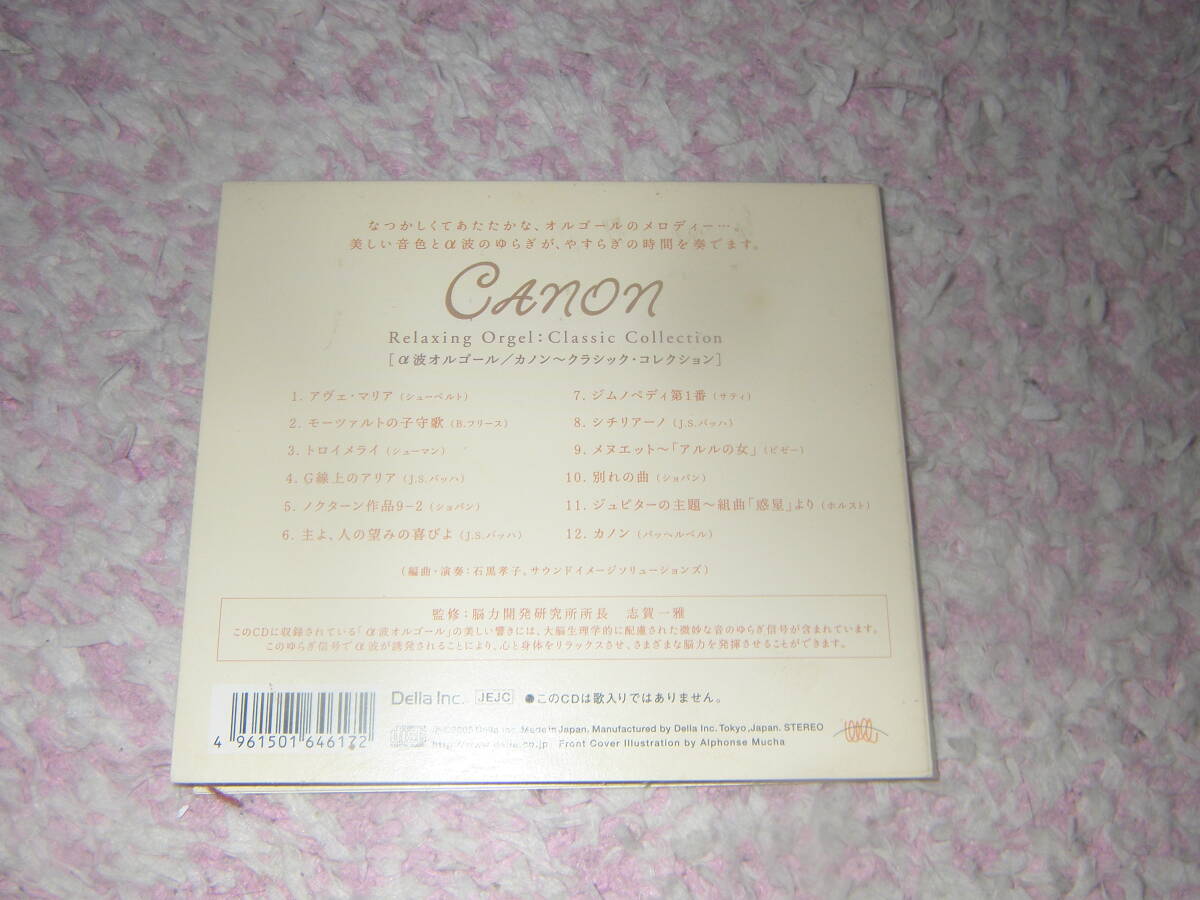 なつかしくてあたたかな、オルゴールのメロディー…。
美しい音色とα波のゆらぎが、やすらぎの時間を奏でます。
CANON
Relaxing Orgel:Classic Collection
[α波オルゴール/カノン〜クラシック・コレクション]
1. アヴェ・マリア(シューベルト)
2. モーツァルトの子守歌(B.フリース)
3. トロイメライ(シューマン)
4. G線上のアリア(J.S.バッハ)
5. ノクターン作品9-2(ショパン)
6. 主よ、人の望みの喜びよ(J.S.バッハ)
7. ジムノペディ第1番(サティ)
8. シチリアーノ(J.S.バッハ)
9. メヌエット〜「アルルの女」(ビゼー)
10. 別れの曲(ショパン)
11. ジュピターの主題〜組曲「惑星」より(ホルスト)
12. カノン(パッヘルベル)
(編曲・演奏:石黒孝子、サウンドイメージソリューションズ)
監修:脳力開発研究所所長 志賀一雅
このCDに収録されている「α波オルゴール」の美しい響きには、大脳生理学的に配慮された微妙な音のゆらぎ信号が含まれています。
このゆらぎ信号でα波が誘発されることにより、心と身体をリラックスさせ、さまざまな脳力を発揮させることができます。
Della Inc. JEJC ●このCDは歌入りではありません。
Della Inc. Made in Japan. Manufactured by Della Inc. Tokyo, Japan. STEREO
http://www.della.co.jp Front Cover Illustration by Alphonse Mucha
4 961501 646172